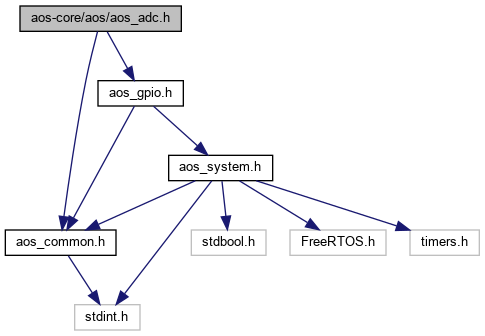 aos-core/aos/aos_adc.h
aos_gpio.h
aos_system.h
aos_common.h
stdbool.h
FreeRTOS.h
timers.h
stdint.h